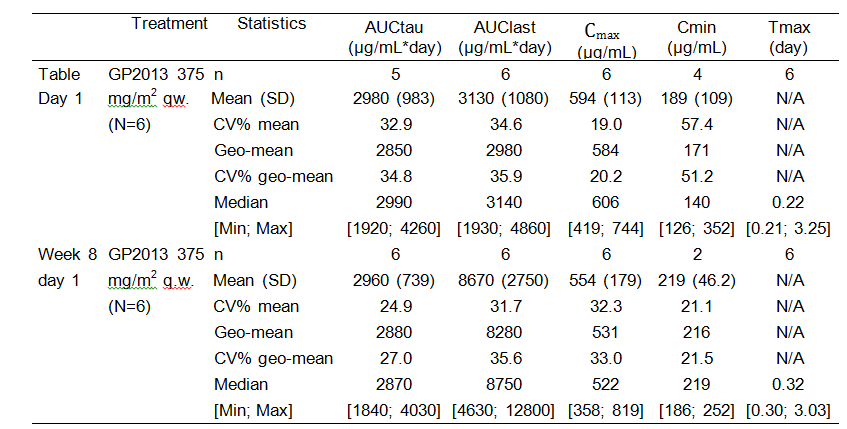 Treatment Statistics AUCtau AUClast Cmax Cmin Tmax
(µg/mL*day) (µg/mL*day) (µg/mL) (µg/mL) (day)
Table GP2013 375 n 5 6 6 4 6
Day 1 mg/m² qw. Mean (SD) 2980 (983) 3130 (1080) 594 (113) 189 (109) N/A
(N=6) CV% mean 32.9 34.6 19.0 57.4 N/A
Geo-mean 2850 2980 584 171 N/A
CV% geo-mean 34.8 35.9 20.2 51.2 N/A
Median 2990 3140 606 140 0.22
[Min; Max] [1920; 4260] [1930; 4860] [419; 744] [126; 352] [0.21; 3.25]
Week 8 GP2013 375 n 6 6 6 2 6
day 1 mg/m² q.w. Mean (SD) 2960 (739) 8670 (2750) 554 (179) 219 (46.2) N/A
(N=6) CV% mean 24.9 31.7 32.3 21.1 N/A
Geo-mean 2880 8280 531 216 N/A
CV% geo-mean 27.0 35.6 33.0 21.5 N/A
Median 2870 8750 522 219 0.32
[Min; Max] [1840; 4030] [4630; 12800] [358; 819] [186; 252] [0.30; 3.03]